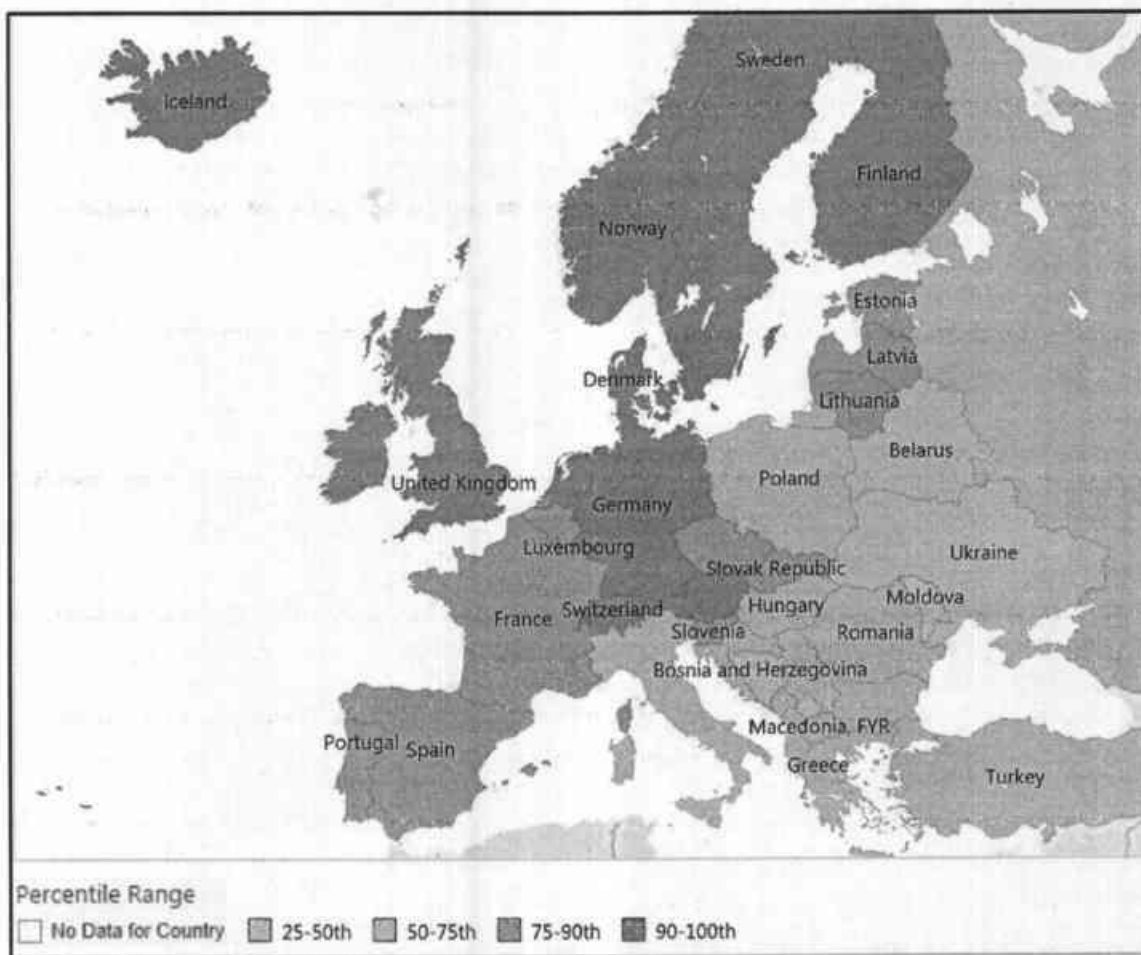 Sweden
Iceland
Finland
Norway
Estonia
Latvia
Denmark
Lithuania
Belarus
Poland
United Kingdom
Germany
Luxembourg
Ukraine
Slovak Republic
Moldova
Switzerland
Hungary
France
Slovenia
Romania
Bosnia and Herzegovina
Macedonia, FYR
Portugal
Spain
Greece
Turkey
Percentile Range
No Data for Country 25-50th 50-75th 75-90th 90-100th